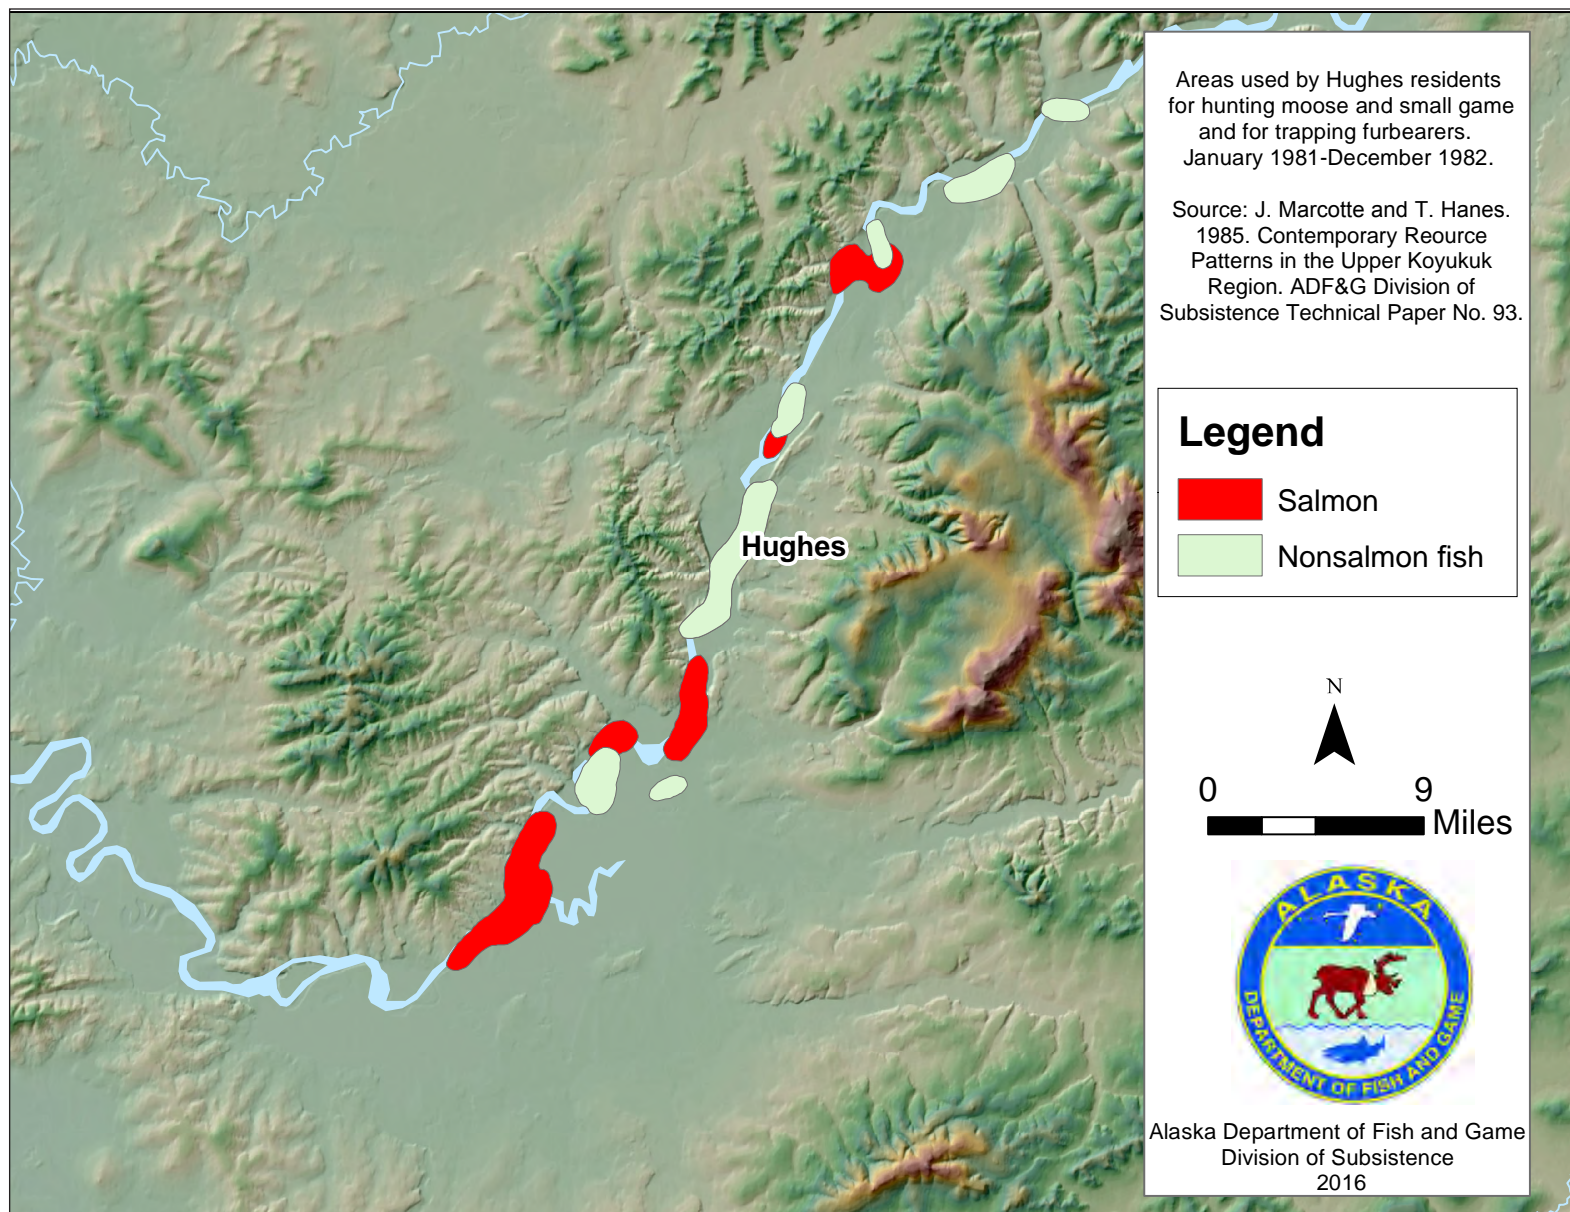 Areas used by Hughes residents
for hunting moose and small game
and for trapping furbearers.
January 1981-December 1982.
Source: J. Marcotte and T. Hanes.
1985. Contemporary Reource
Patterns in the Upper Koyukuk
Region. ADF&G Division of
Subsistence Technical Paper No. 93.
Legend
Salmon
Nonsalmon fish
Hughes
N
0 9
Miles
ALASKA
DEPARTMENT OF FISH AND GAME
Alaska Department of Fish and Game
Division of Subsistence
2016